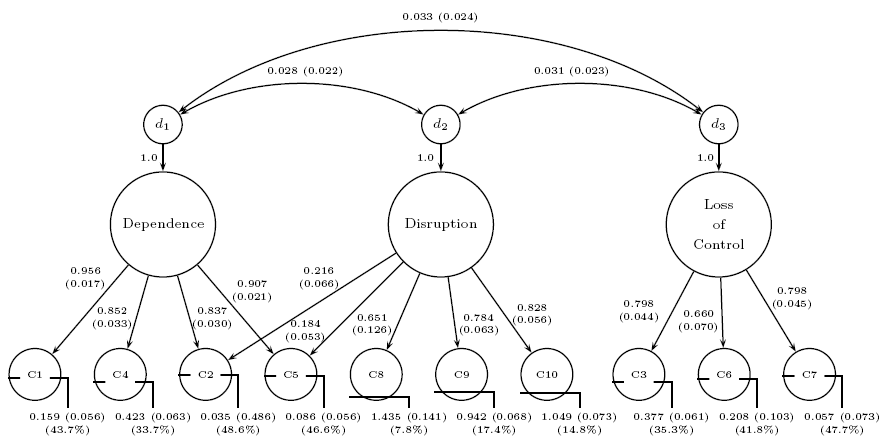 0.033 (0.024)
0.028 (0.022)
0.031 (0.023)
d1
d2
d3
1.0
1.0
1.0
Dependence
Disruption
Loss
of
Control
0.956
(0.017)
0.852
(0.033)
0.837
(0.030)
0.907
(0.021)
0.216
(0.066)
0.184
(0.053)
0.651
(0.126)
0.784
(0.063)
0.828
(0.056)
0.798
(0.044)
0.660
(0.070)
0.798
(0.045)
C1
C4
C2
C5
C8
C9
C10
C3
C6
C7
0.159 (0.056)
(43.7%)
0.423 (0.063)
(33.7%)
0.035 (0.486)
(48.6%)
0.086 (0.056)
(46.6%)
1.435 (0.141)
(7.8%)
0.942 (0.068)
(17.4%)
1.049 (0.073)
(14.8%)
0.377 (0.061)
(35.3%)
0.208 (0.103)
(41.8%)
0.057 (0.073)
(47.7%)